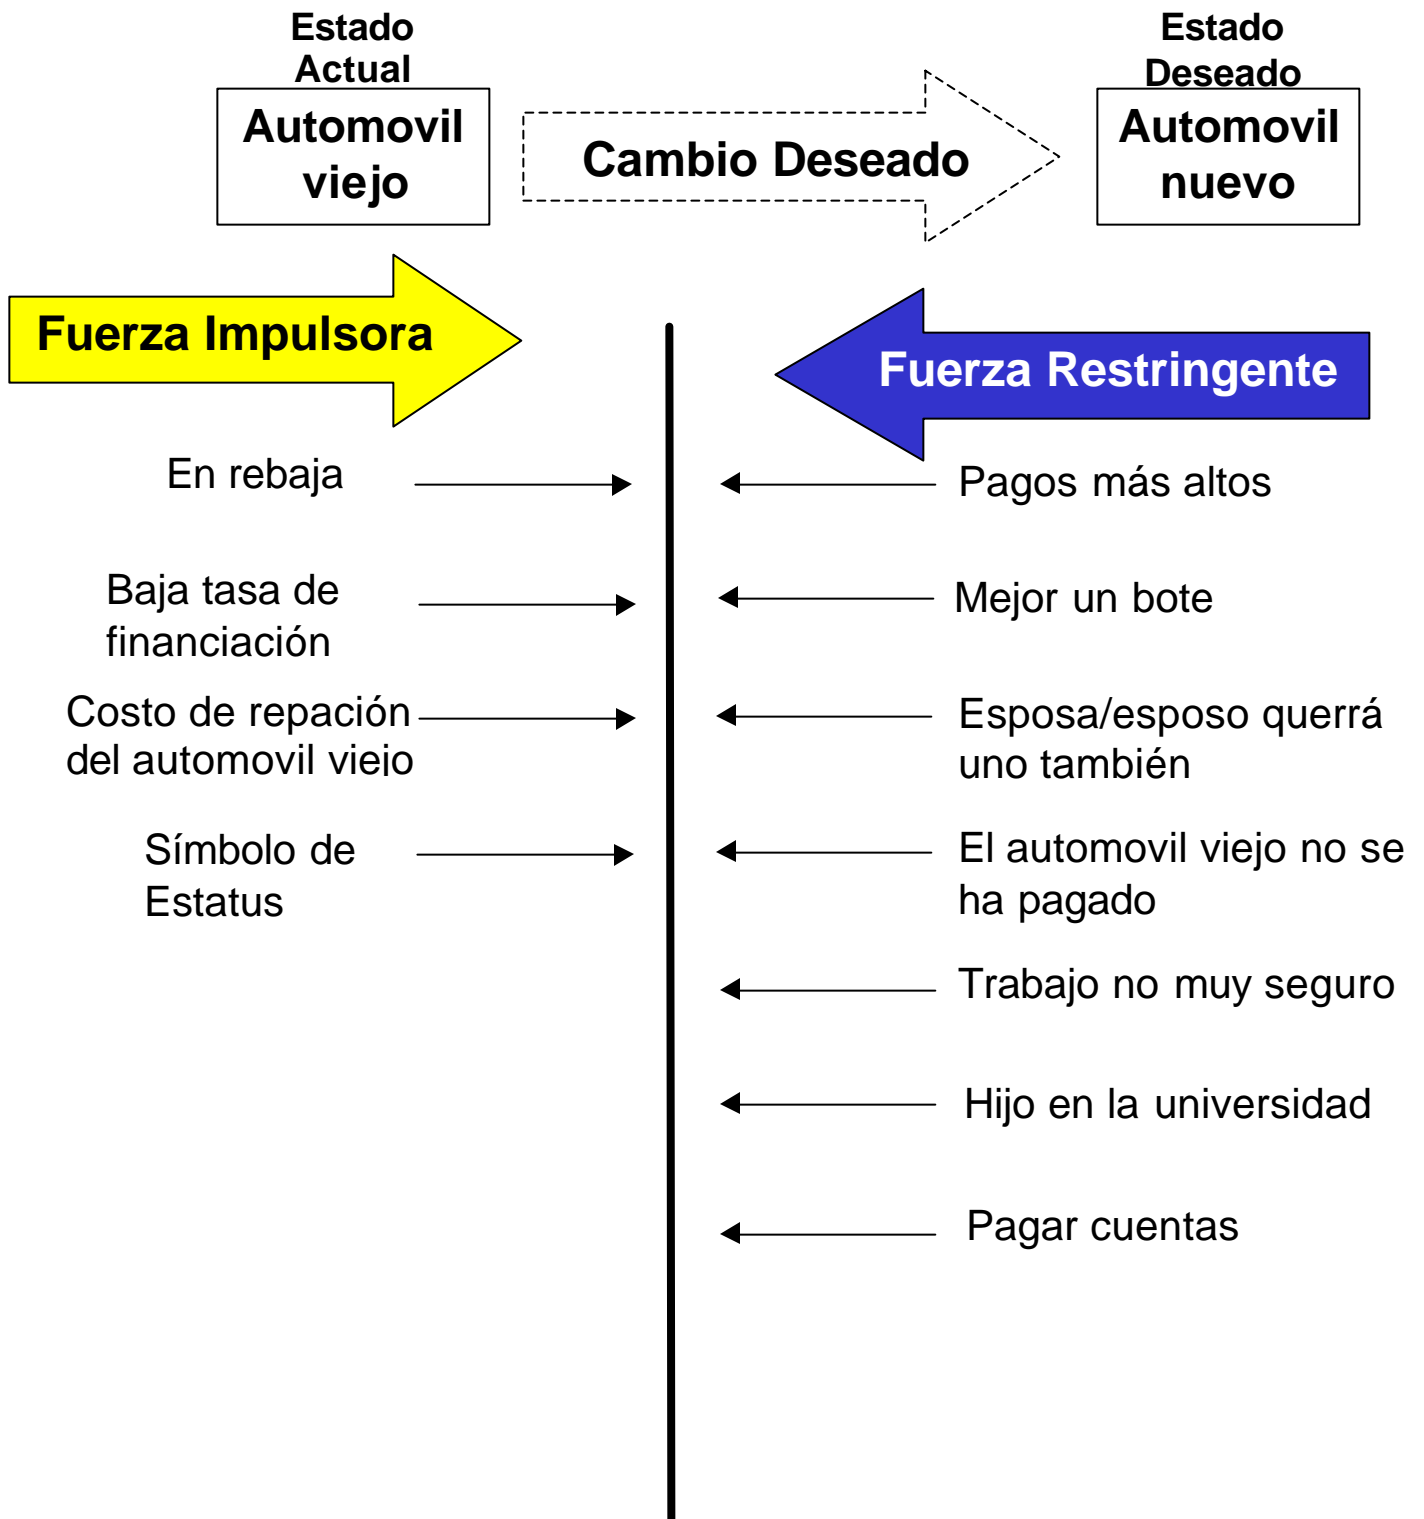 Estado
Actual
Automovil
viejo
Cambio Deseado
Estado
Deseado
Automovil
nuevo
Fuerza Impulsora
Fuerza Restringente
En rebaja
Pagos más altos
Baja tasa de
financiación
Mejor un bote
Costo de repación
del automovil viejo
Esposa/esposo querrá
uno también
Símbolo de
Estatus
El automovil viejo no se
ha pagado
Trabajo no muy seguro
Hijo en la universidad
Pagar cuentas